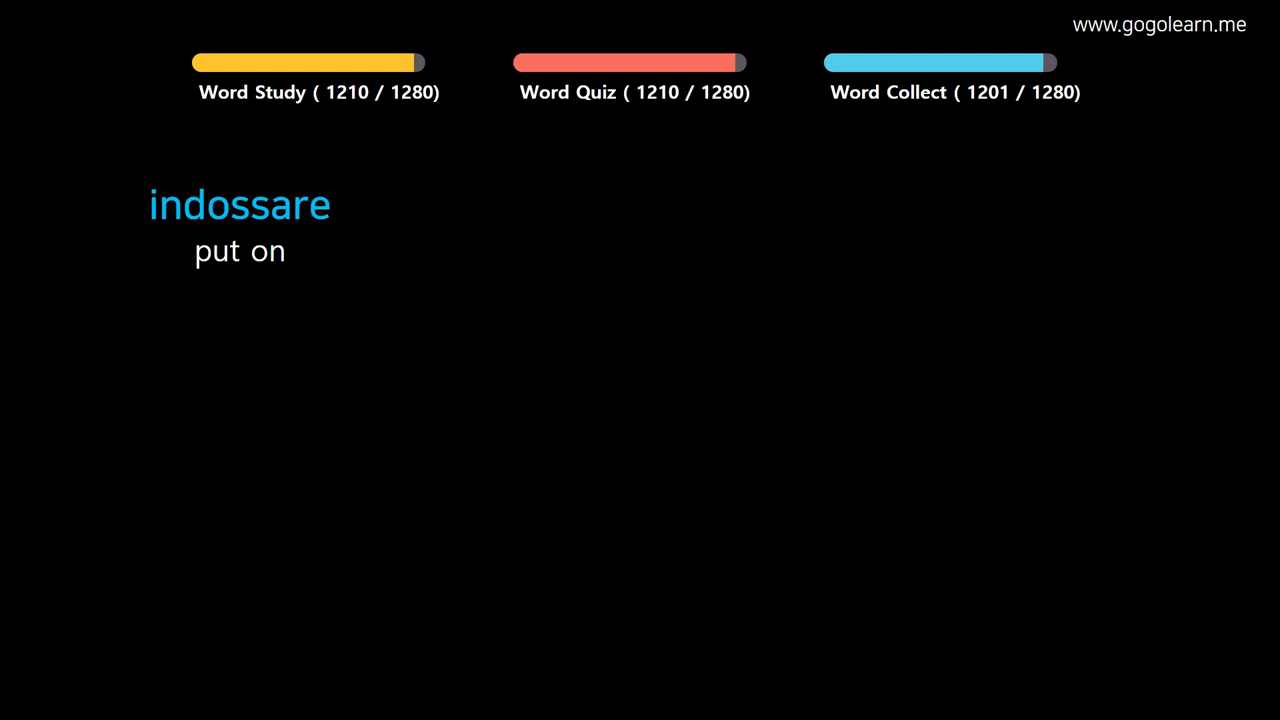 www.gogolearn.me
Word Study ( 1210 / 1280)
Word Quiz ( 1210 / 1280)
Word Collect ( 1201 / 1280)
indossare
put on